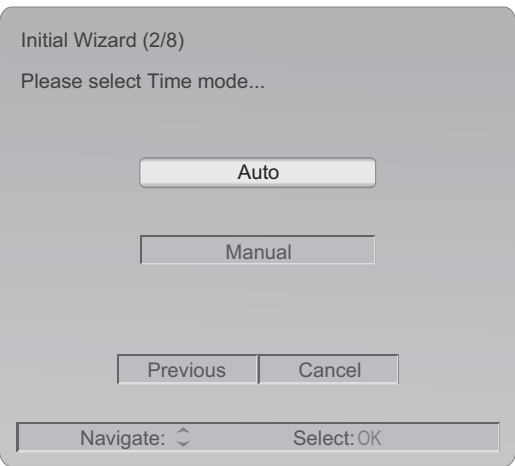 Initial Wizard (2/8)
Please select Time mode...
Auto
Manual
Previous Cancel
Navigate: Select: OK